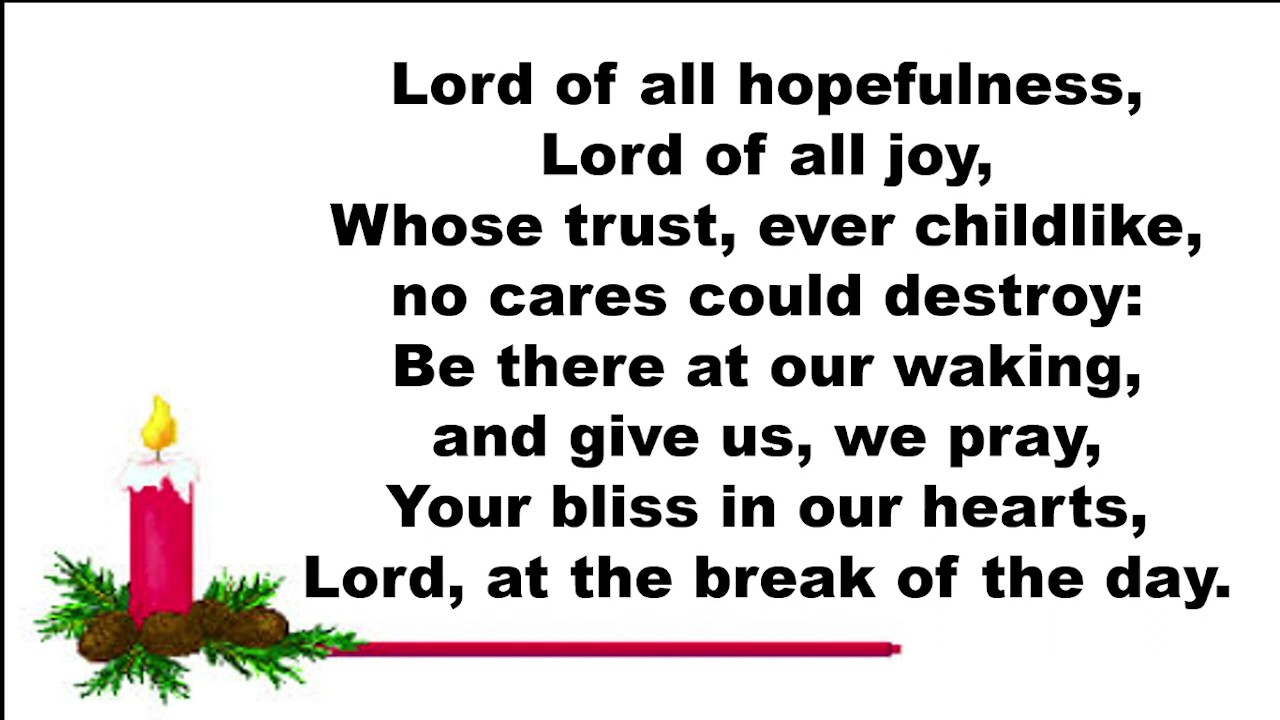 Lord of all hopefulness,
Lord of all joy,
Whose trust, ever childlike,
no cares could destroy:
Be there at our waking,
and give us, we pray,
Your bliss in our hearts,
Lord, at the break of the day.